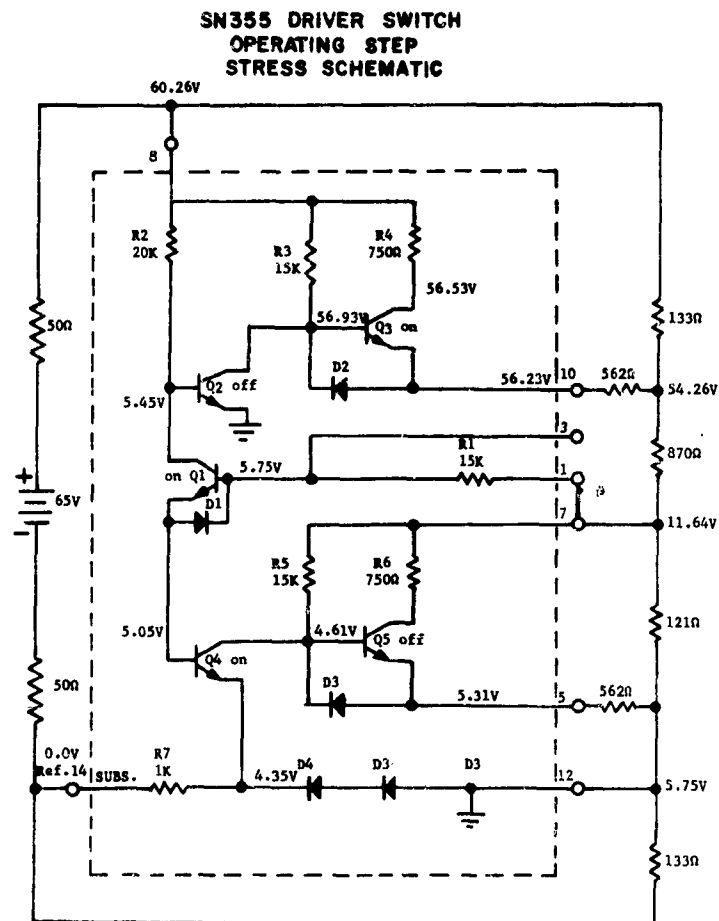 SN355 DRIVER SWITCH
OPERATING STEP
STRESS SCHEMATIC
60.26V
8
R2
20K
R3
15K
R4
750Ω
56.53V
56.93V
Q3 on
50Ω
133Ω
Q2 off
D2
56.23V
10
562Ω
54.26V
5.45V
3
870Ω
on Q1
5.75V
R1
15K
1
+
65V
-
D1
7
11.64V
R5
15K
R6
750Ω
5.05V
4.61V
Q5 off
121Ω
Q4 on
50Ω
D3
5.31V
5
562Ω
0.0V
Ref.14
SUBS.
R7
1K
4.35V
D4
D3
D3
12
5.75V
133Ω